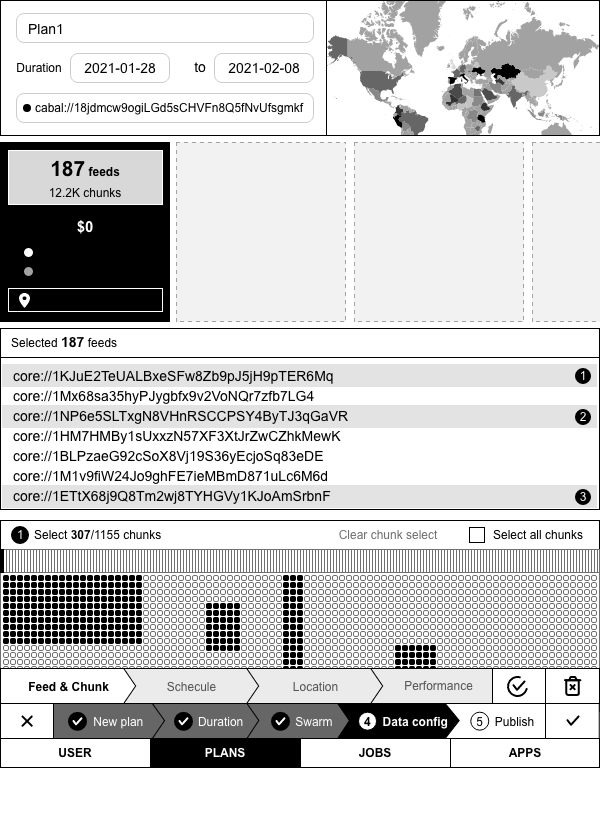 Plan1
Duration 2021-01-28 to 2021-02-08
cabal://18jdmcw9ogiLGd5sCHVFn8Q5fNvUfsgmkf
187 feeds
12.2K chunks
$0
Selected 187 feeds
core://1KJuE2TeUALBxeSFw8Zb9pJ5jH9pTER6Mq 1
core://1Mx68sa35hyPJygbfx9v2VoNQr7zfb7LG4
core://1NP6e5SLTxgN8VHnRSCCPSY4ByTJ3qGaVR 2
core://1HM7HMBy1sUxxzN57XF3XtJrZwCZhkMewK
core://1BLPzaeG92cSoX8Vj19S36yEcjoSq83eDE
core://1M1v9fiW24Jo9ghFE7ieMBmD871uLc6M6d
core://1ETtX68j9Q8Tm2wj8TYHGVy1KJoAmSrbnF 3
1 Select 307/1155 chunks Clear chunk select Select all chunks
Feed & Chunk Schecule Location Performance
New plan Duration Swarm 4 Data config 5 Publish
USER PLANS JOBS APPS